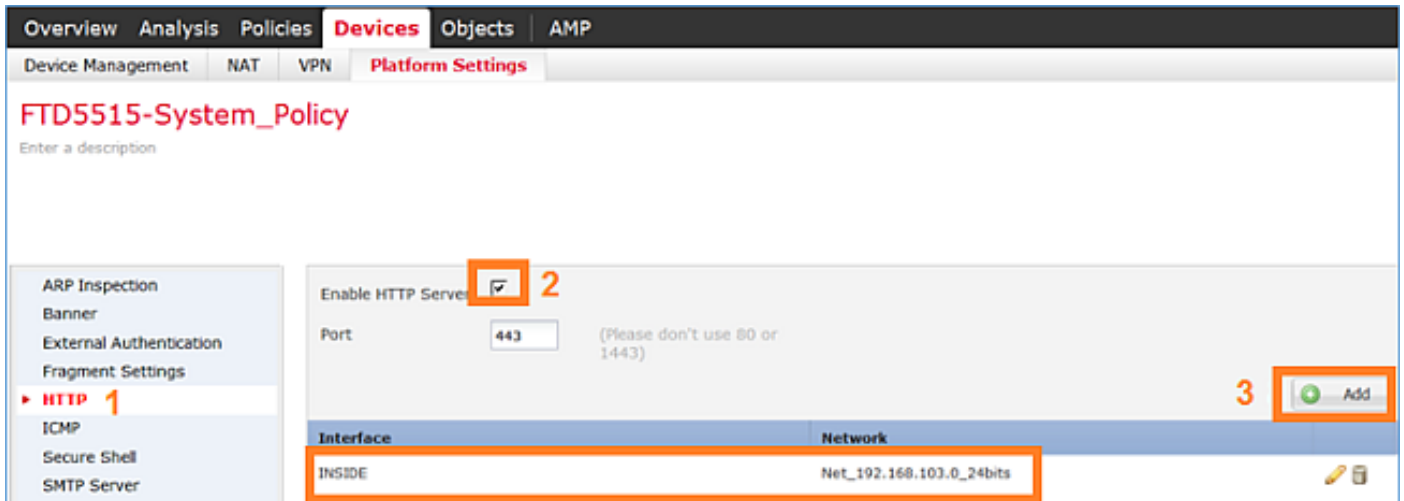 Overview Analysis Policies Devices Objects AMP
Device Management NAT VPN Platform Settings
FTD5515-System_Policy
Enter a description
ARP Inspection
Banner
External Authentication
Fragment Settings
HTTP 1
ICMP
Secure Shell
SMTP Server
Enable HTTP Server 2
Port 443 (Please don't use 80 or
1443)
3 Add
Interface Network
INSIDE Net_192.168.103.0_24bits